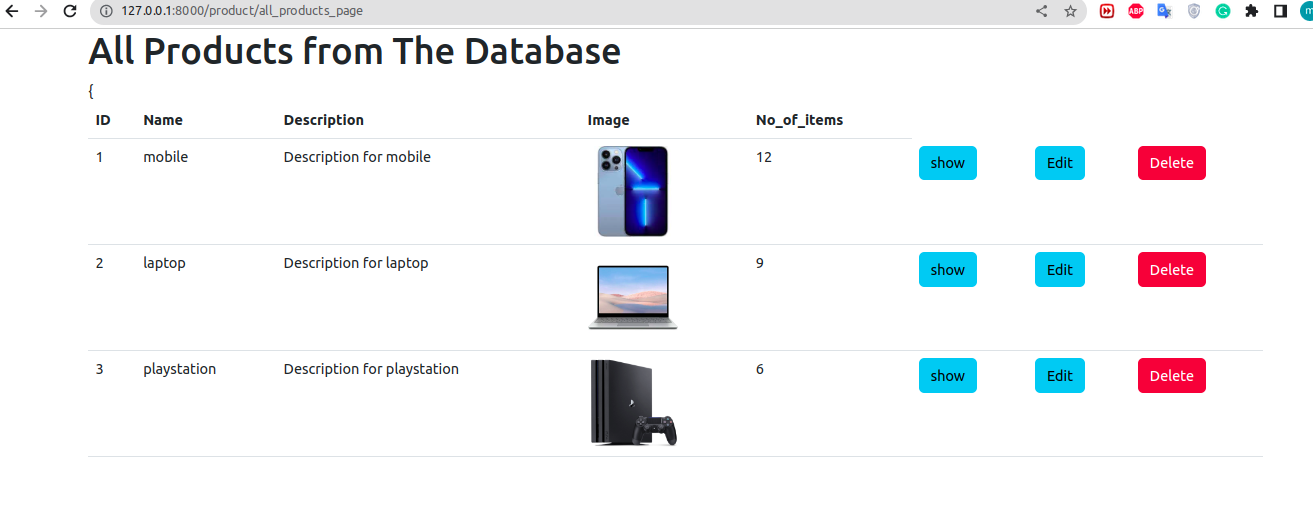 127.0.0.1:8000/product/all_products_page
ABP
m
All Products from The Database
{
ID Name Description Image No_of_items
1 mobile Description for mobile 12 show Edit Delete
2 laptop Description for laptop 9 show Edit Delete
3 playstation Description for playstation 6 show Edit Delete